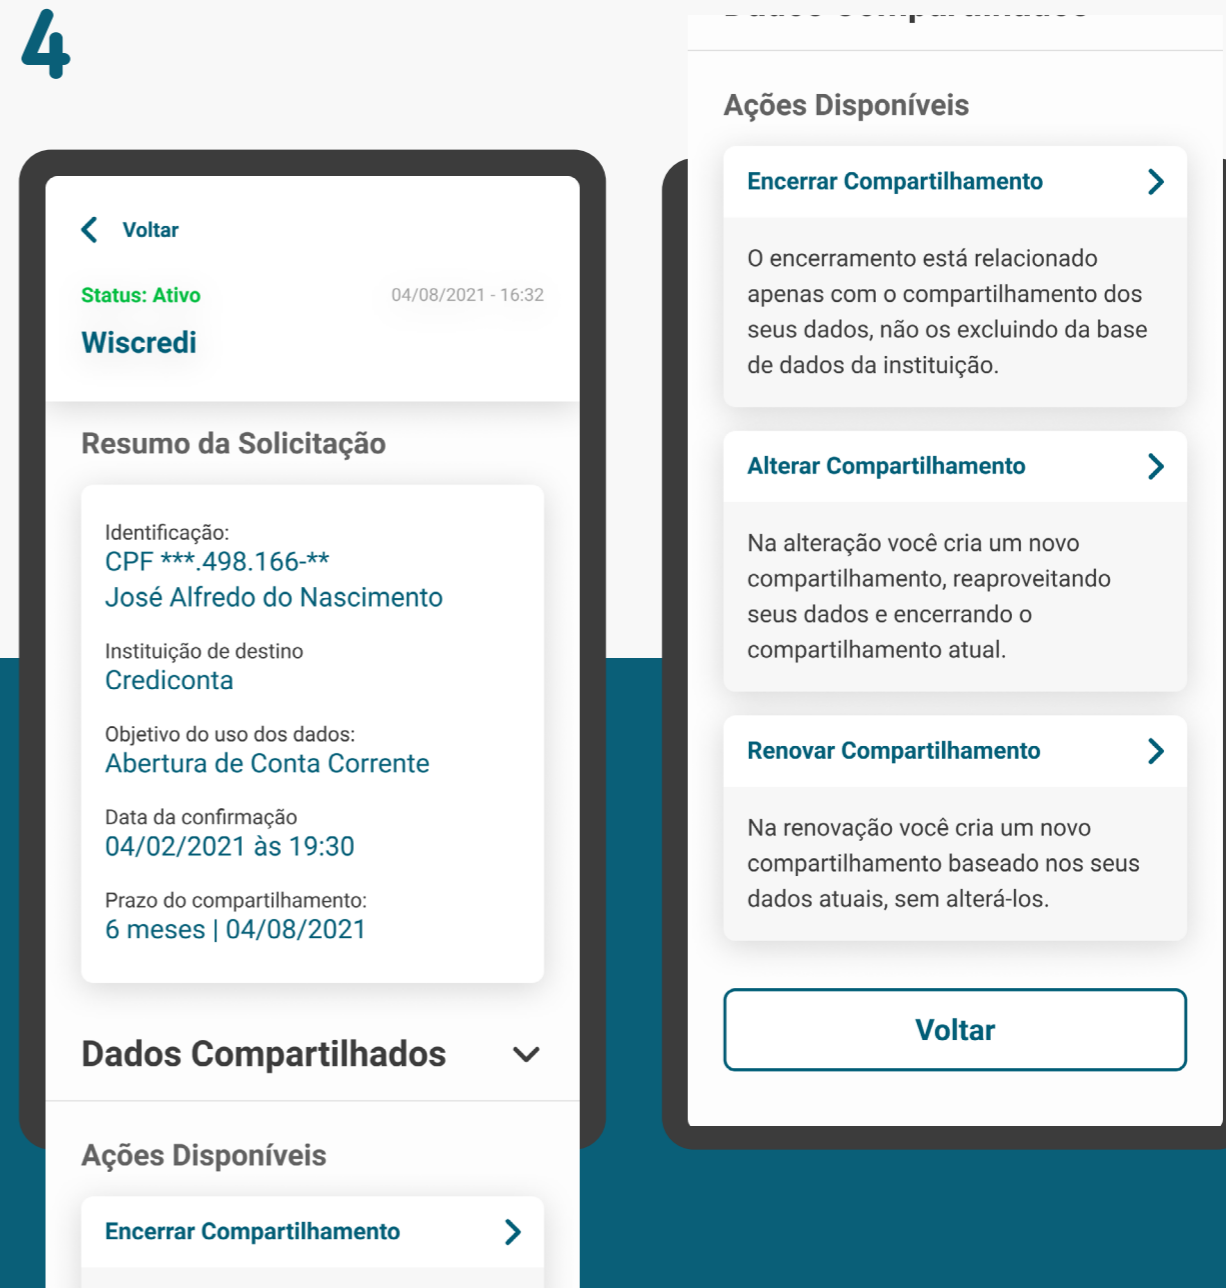 4
Voltar
Status: Ativo
04/08/2021 - 16:32
Wiscredi
Resumo da Solicitação
Identificação:
CPF ***.498.166-**
José Alfredo do Nascimento
Instituição de destino
Crediconta
Objetivo do uso dos dados:
Abertura de Conta Corrente
Data da confirmação
04/02/2021 às 19:30
Prazo do compartilhamento:
6 meses | 04/08/2021
Dados Compartilhados
Ações Disponíveis
Encerrar Compartilhamento
Dados Compartilhados
Ações Disponíveis
Encerrar Compartilhamento
O encerramento está relacionado
apenas com o compartilhamento dos
seus dados, não os excluindo da base
de dados da instituição.
Alterar Compartilhamento
Na alteração você cria um novo
compartilhamento, reaproveitando
seus dados e encerrando o
compartilhamento atual.
Renovar Compartilhamento
Na renovação você cria um novo
compartilhamento baseado nos seus
dados atuais, sem alterá-los.
Voltar